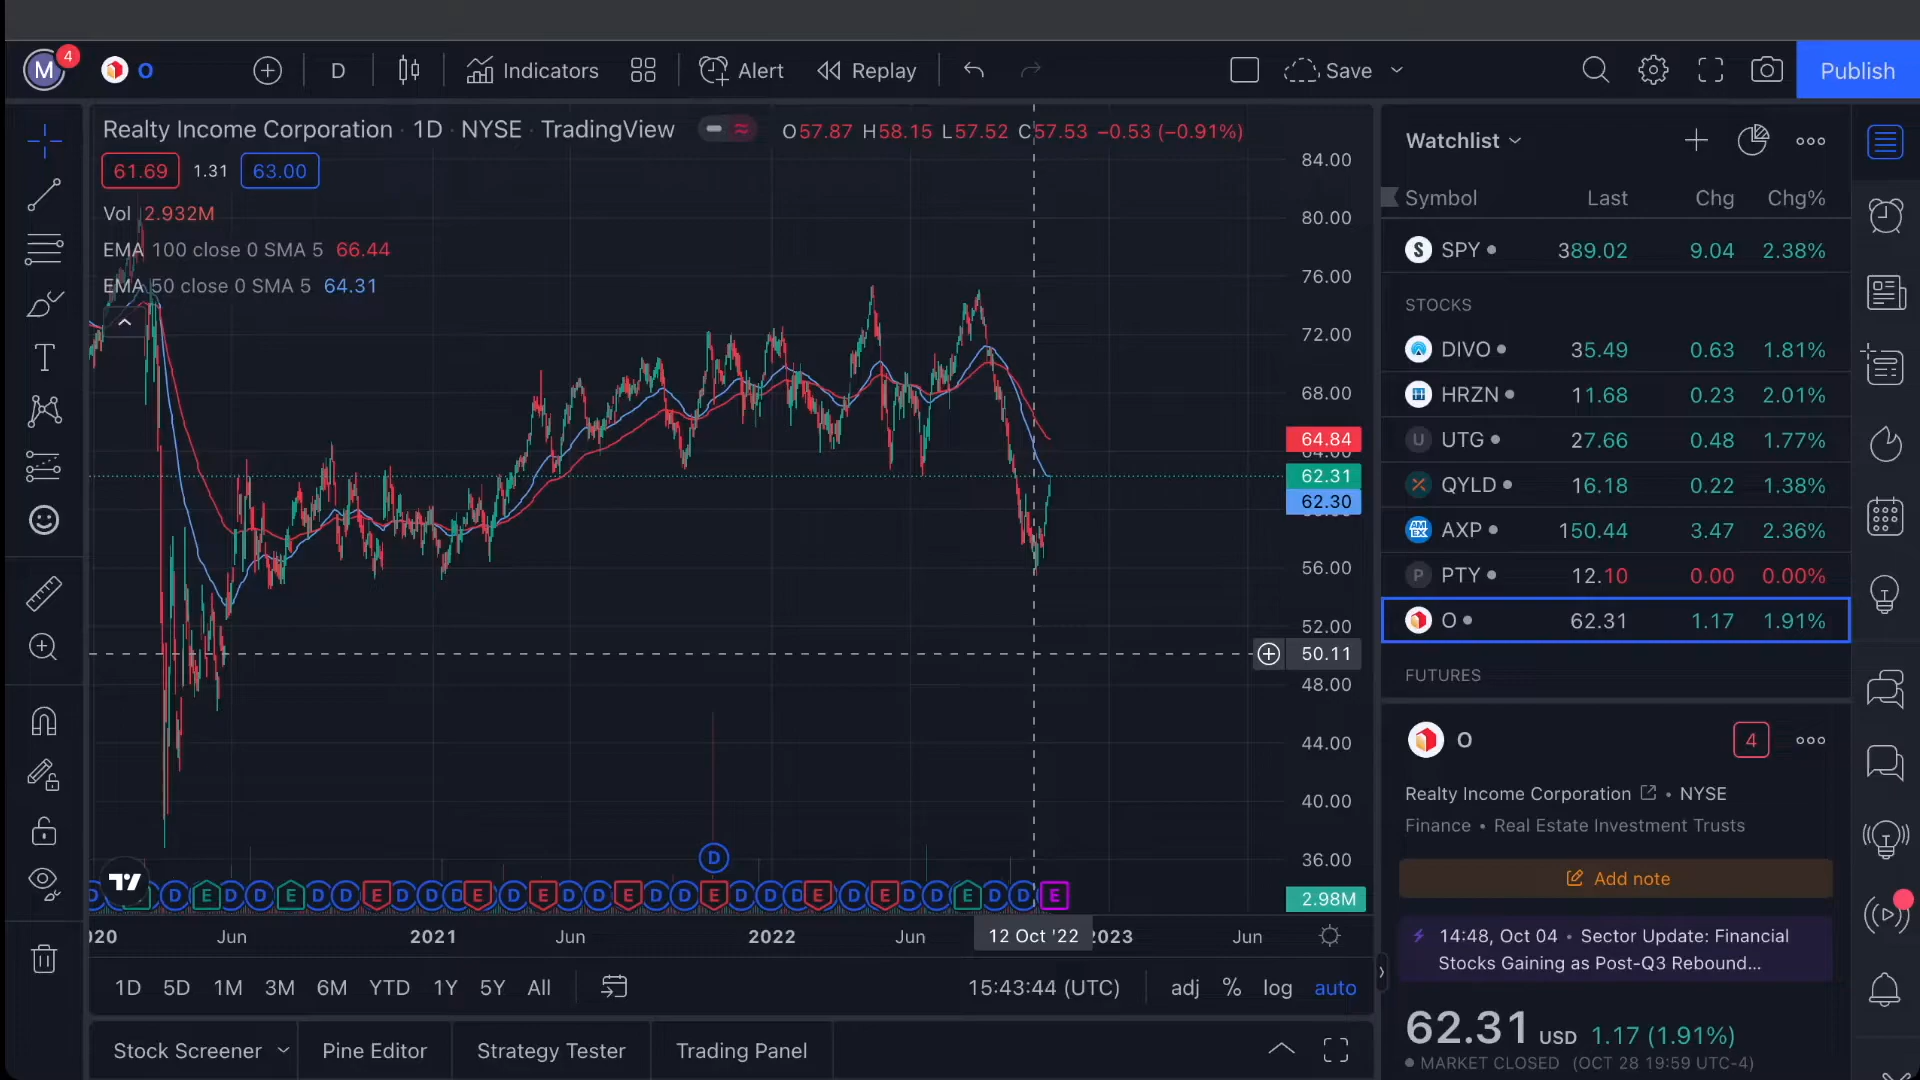 M 4 O D Indicators Alert Replay Save Publish
Realty Income Corporation · 1D · NYSE · TradingView O57.87 H58.15 L57.52 C57.53 −0.53 (−0.91%)
61.69 1.31 63.00
Vol 2.932M
EMA 100 close 0 SMA 5 66.44
EMA 50 close 0 SMA 5 64.31
84.00
80.00
76.00
72.00
68.00
64.84
64.00
62.31
62.30
56.00
52.00
50.11
48.00
44.00
40.00
36.00
2.98M
D
D D E D D E D D E D D D E D E D D E D D E D D D E D E D D E D D E
2020 Jun 2021 Jun 2022 Jun 12 Oct '22 2023 Jun
1D 5D 1M 3M 6M YTD 1Y 5Y All 15:43:44 (UTC) adj % log auto
Stock Screener Pine Editor Strategy Tester Trading Panel
Watchlist
Symbol Last Chg Chg%
S SPY 389.02 9.04 2.38%
STOCKS
DIVO 35.49 0.63 1.81%
HRZN 11.68 0.23 2.01%
U UTG 27.66 0.48 1.77%
QYLD 16.18 0.22 1.38%
AM EX AXP 150.44 3.47 2.36%
P PTY 12.10 0.00 0.00%
O 62.31 1.17 1.91%
FUTURES
O 4
Realty Income Corporation • NYSE
Finance • Real Estate Investment Trusts
Add note
14:48, Oct 04 • Sector Update: Financial
Stocks Gaining as Post-Q3 Rebound...
62.31 USD 1.17 (1.91%)
MARKET CLOSED (OCT 28 19:59 UTC-4)